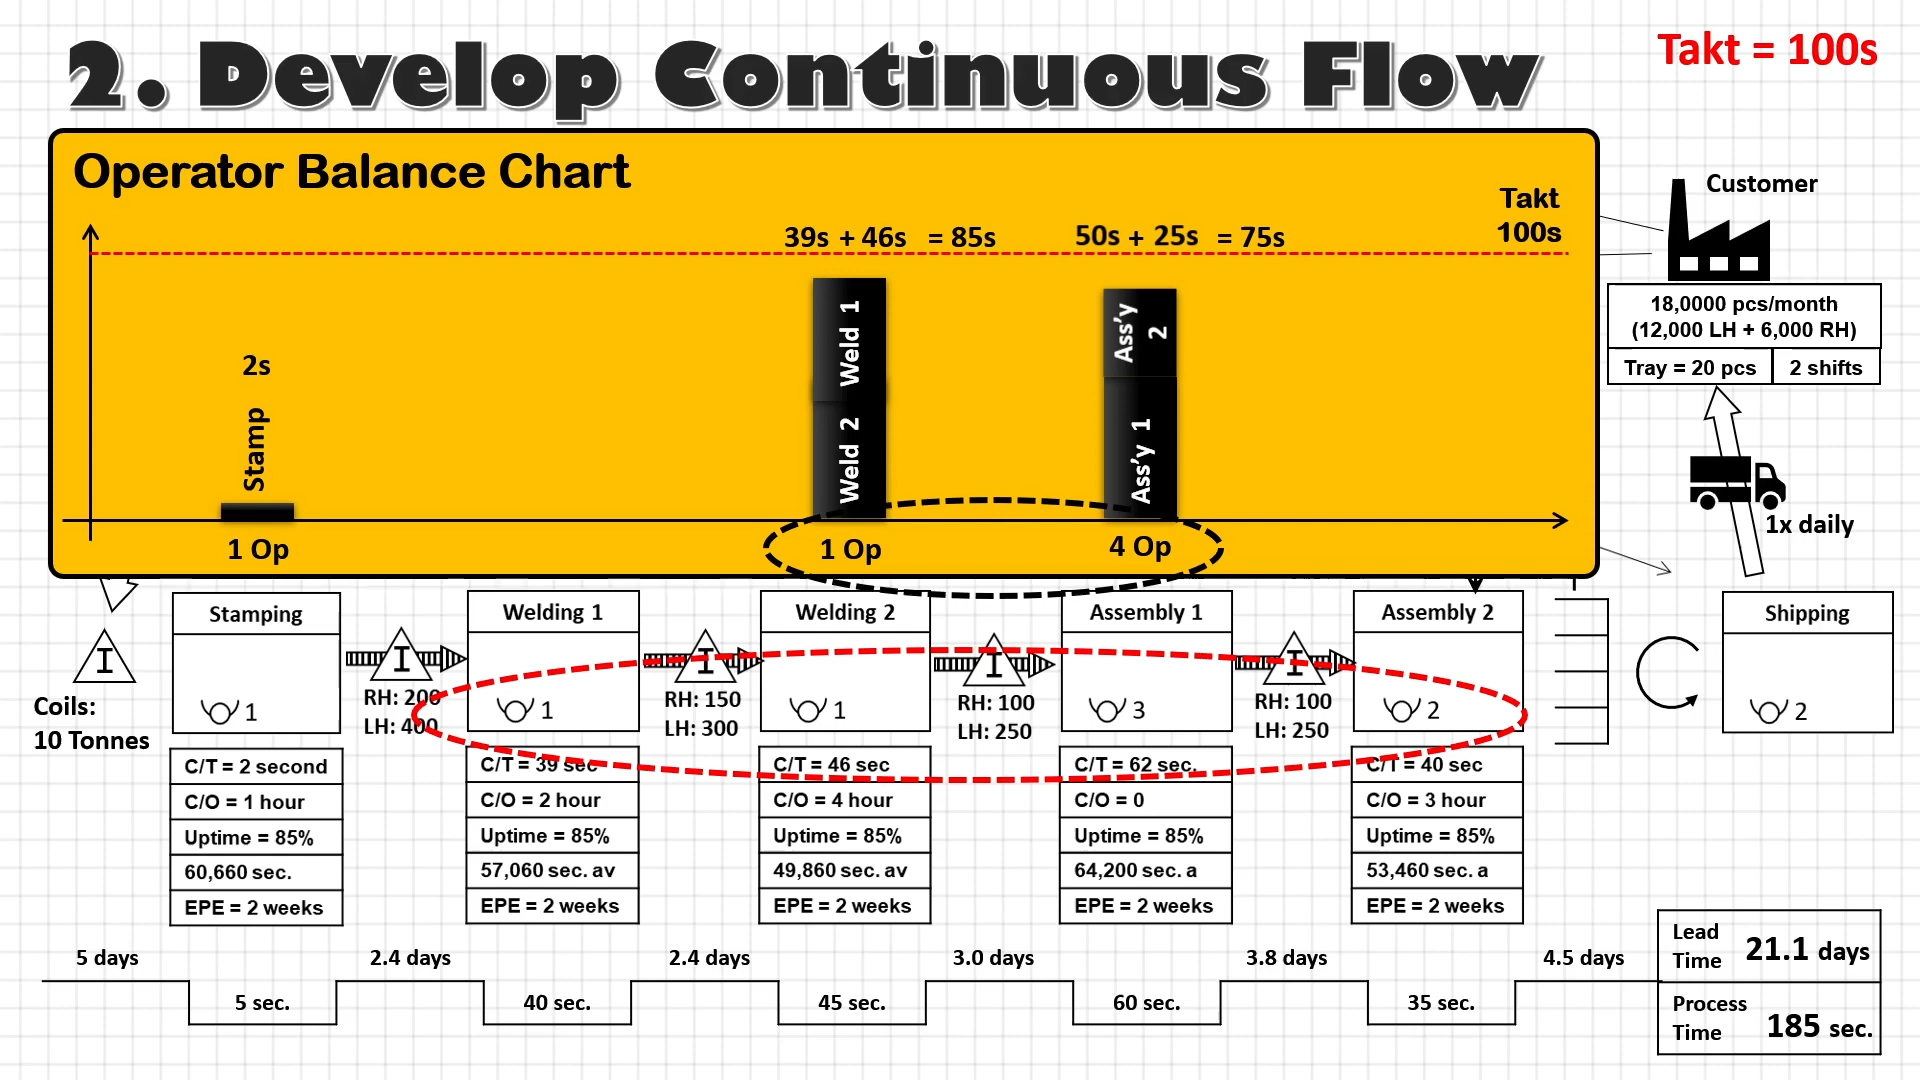 2. Develop Continuous Flow
Takt = 100s
Operator Balance Chart
Takt
100s
39s + 46s = 85s
50s + 25s = 75s
2s
Stamp
Weld 1
Weld 2
Ass'y 2
Ass'y 1
1 Op
1 Op
4 Op
Customer
18,0000 pcs/month
(12,000 LH + 6,000 RH)
Tray = 20 pcs
2 shifts
1x daily
I
Coils:
10 Tonnes
Stamping
1
C/T = 2 second
C/O = 1 hour
Uptime = 85%
60,660 sec.
EPE = 2 weeks
I
RH: 200
LH: 400
Welding 1
1
C/T = 39 sec
C/O = 2 hour
Uptime = 85%
57,060 sec. av
EPE = 2 weeks
I
RH: 150
LH: 300
Welding 2
1
C/T = 46 sec
C/O = 4 hour
Uptime = 85%
49,860 sec. av
EPE = 2 weeks
I
RH: 100
LH: 250
Assembly 1
3
C/T = 62 sec.
C/O = 0
Uptime = 85%
64,200 sec. a
EPE = 2 weeks
I
RH: 100
LH: 250
Assembly 2
2
C/T = 40 sec
C/O = 3 hour
Uptime = 85%
53,460 sec. a
EPE = 2 weeks
Shipping
2
5 days
2.4 days
2.4 days
3.0 days
3.8 days
4.5 days
5 sec.
40 sec.
45 sec.
60 sec.
35 sec.
Lead
Time
21.1 days
Process
Time
185 sec.